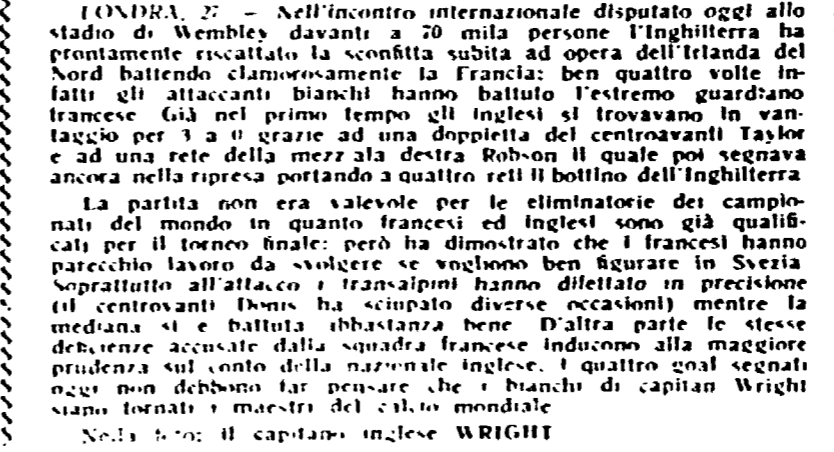 LONDRA, 27 — Nell'incontro internazionale disputato oggi allo
stadio di Wembley davanti a 70 mila persone l'Inghilterra ha
prontamente riscattato la sconfitta subita ad opera dell'Irlanda del
Nord battendo clamorosamente la Francia: ben quattro volte in-
fatti gli attaccanti bianchi hanno battuto l'estremo guardiano
francese Già nel primo tempo gli inglesi si trovavano in van-
taggio per 3 a 0 grazie ad una doppietta del centroavanti Taylor
e ad una rete della mezz'ala destra Robson il quale poi segnava
ancora nella ripresa portando a quattro reti il bottino dell'Inghilterra
La partita non era valevole per le eliminatorie dei campio-
nati del mondo in quanto francesi ed inglesi sono già qualifi-
cati per il torneo finale: però ha dimostrato che i francesi hanno
parecchio lavoro da svolgere se vogliono ben figurare in Svezia
Soprattutto all'attacco i transalpini hanno difettato in precisione
(il centrovanti Donis ha sciupato diverse occasioni) mentre la
mediana si è battuta abbastanza bene D'altra parte le stesse
deficienze accusate dalla squadra francese inducono alla maggiore
prudenza sul conto della nazionale inglese. I quattro goal segnati
oggi non debbono far pensare che i bianchi di capitan Wright
siano tornati i maestri del calcio mondiale
Nella foto: il capitano inglese WRIGHT